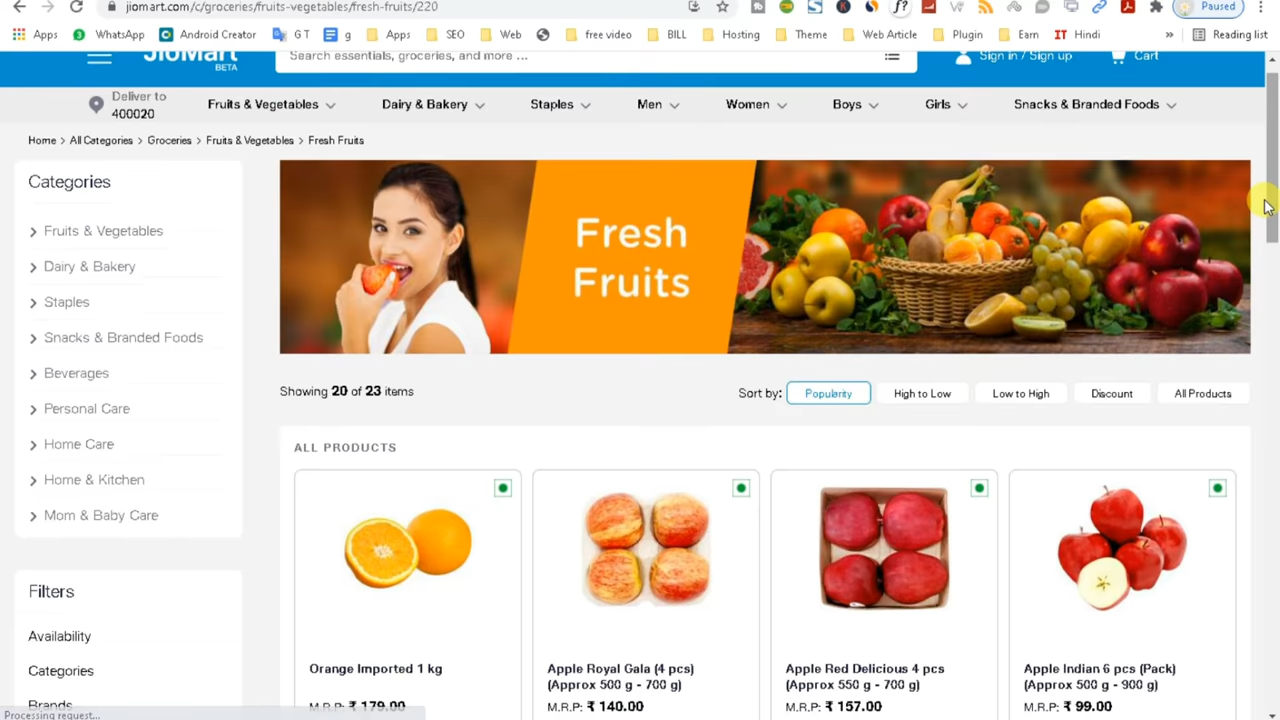 jiomart.com/c/groceries/fruits-vegetables/fresh-fruits/220
Paused
Apps WhatsApp Android Creator G T g Apps SEO Web free video BILL Hosting Theme Web Article Plugin Earn IT Hindi » Reading list
JioMart
BETA
Search essentials, groceries, and more ...
Sign in / Sign up
Cart
Deliver to
400020
Fruits & Vegetables Dairy & Bakery Staples Men Women Boys Girls Snacks & Branded Foods
Home > All Categories > Groceries > Fruits & Vegetables > Fresh Fruits
Categories
Fruits & Vegetables
Dairy & Bakery
Staples
Snacks & Branded Foods
Beverages
Personal Care
Home Care
Home & Kitchen
Mom & Baby Care
Filters
Availability
Categories
Brands
Fresh
Fruits
Showing 20 of 23 items
Sort by: Popularity High to Low Low to High Discount All Products
ALL PRODUCTS
Orange Imported 1 kg
M.R.P: ₹ 179.00
Apple Royal Gala (4 pcs)
(Approx 500 g - 700 g)
M.R.P: ₹ 140.00
Apple Red Delicious 4 pcs
(Approx 550 g - 700 g)
M.R.P: ₹ 157.00
Apple Indian 6 pcs (Pack)
(Approx 500 g - 900 g)
M.R.P: ₹ 99.00
Processing request...